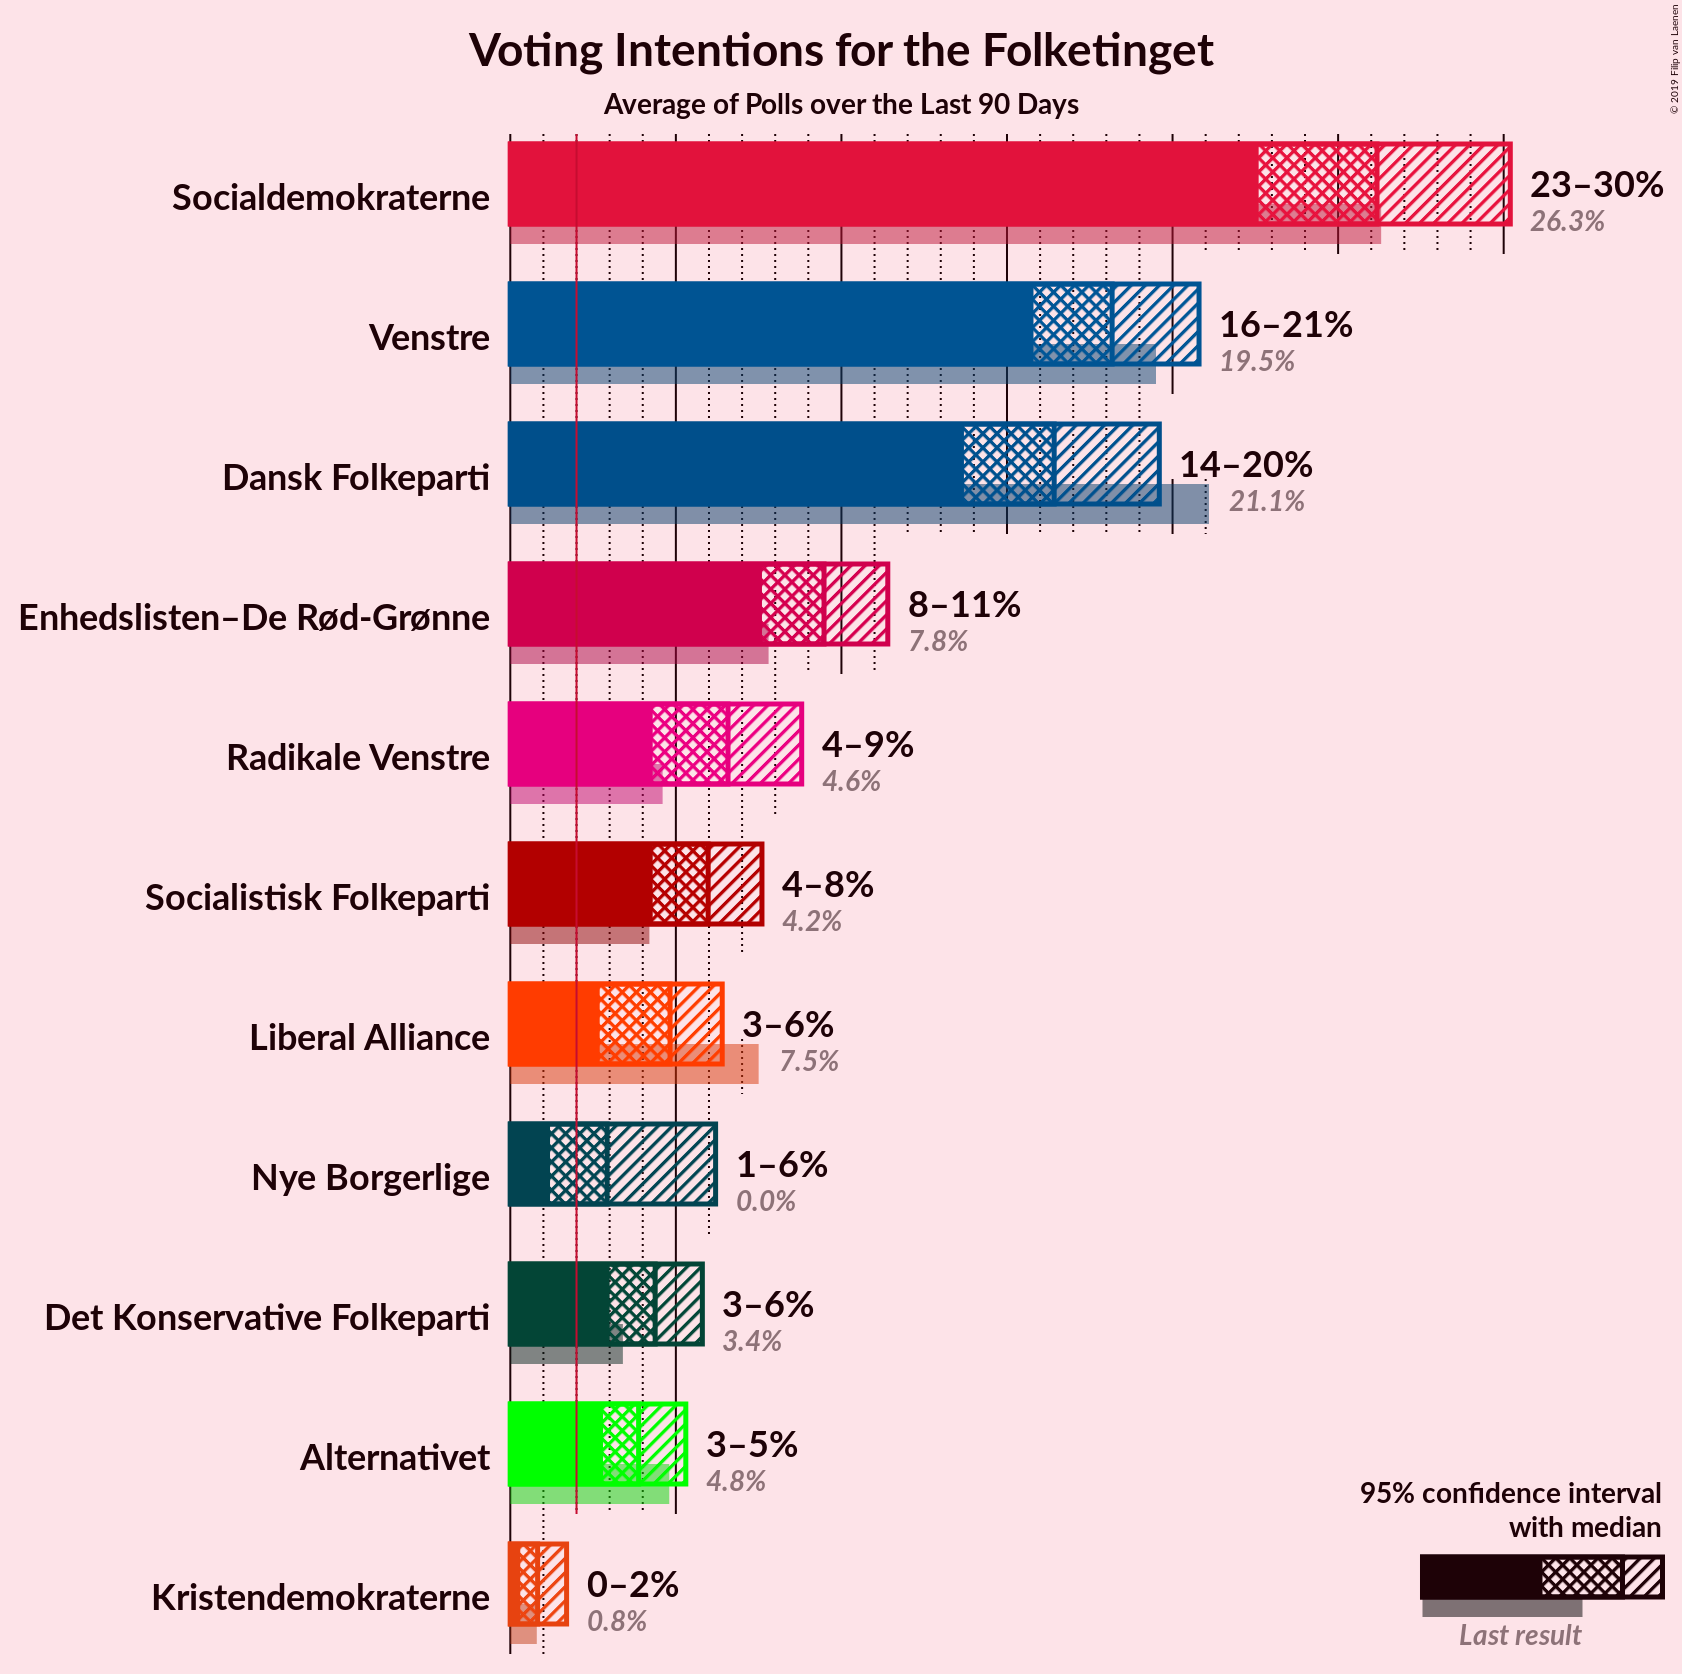 Voting Intentions for the Folketinget
Average of Polls over the Last 90 Days
© 2019 Filip van Laenen
Socialdemokraterne
23–30%
26.3%
Venstre
16–21%
19.5%
Dansk Folkeparti
14–20%
21.1%
Enhedslisten–De Rød-Grønne
8–11%
7.8%
Radikale Venstre
4–9%
4.6%
Socialistisk Folkeparti
4–8%
4.2%
Liberal Alliance
3–6%
7.5%
Nye Borgerlige
1–6%
0.0%
Det Konservative Folkeparti
3–6%
3.4%
Alternativet
3–5%
4.8%
Kristendemokraterne
0–2%
0.8%
95% confidence interval
with median
Last result